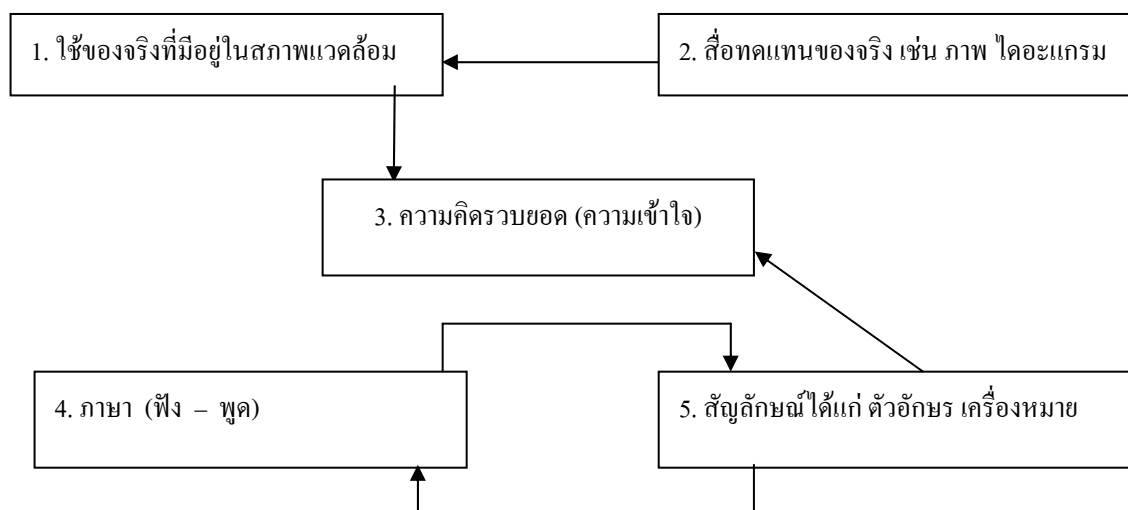 1. ใช้ของจริงที่มีอยู่ในสภาพแวดล้อม
2. สื่อทดแทนของจริง เช่น ภาพ ไดอะแกรม
3. ความคิดรวบยอด (ความเข้าใจ)
4. ภาษา (ฟัง – พูด)
5. สัญลักษณ์ได้แก่ ตัวอักษร เครื่องหมาย